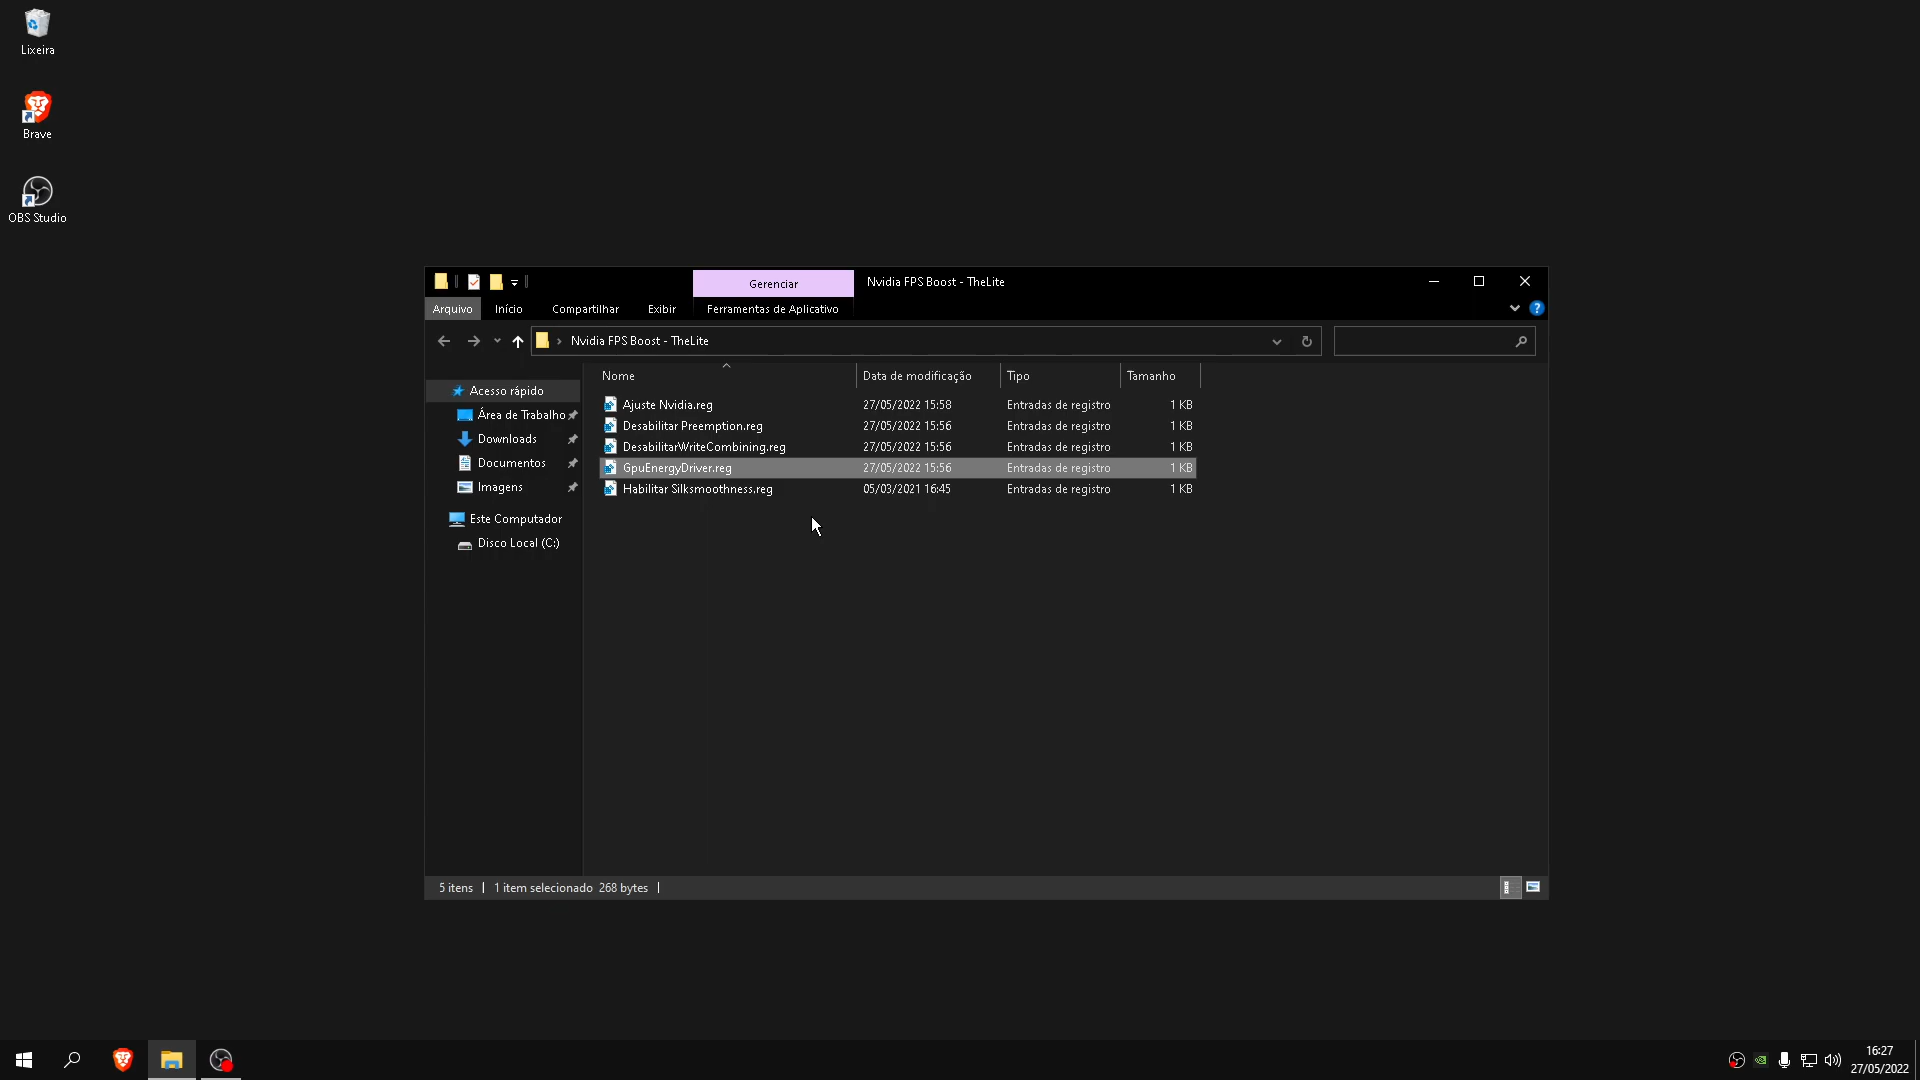 Lixeira
Brave
OBS Studio
Gerenciar
Nvidia FPS Boost - TheLite
Arquivo
Início
Compartilhar
Exibir
Ferramentas de Aplicativo
Nvidia FPS Boost - TheLite
Acesso rápido
Área de Trabalho
Downloads
Documentos
Imagens
Este Computador
Disco Local (C:)
Nome Data de modificação Tipo Tamanho
Ajuste Nvidia.reg 27/05/2022 15:58 Entradas de registro 1 KB
Desabilitar Preemption.reg 27/05/2022 15:56 Entradas de registro 1 KB
DesabilitarWriteCombining.reg 27/05/2022 15:56 Entradas de registro 1 KB
GpuEnergyDriver.reg 27/05/2022 15:56 Entradas de registro 1 KB
Habilitar Silksmoothness.reg 05/03/2021 16:45 Entradas de registro 1 KB
5 itens 1 item selecionado 268 bytes
16:27
27/05/2022